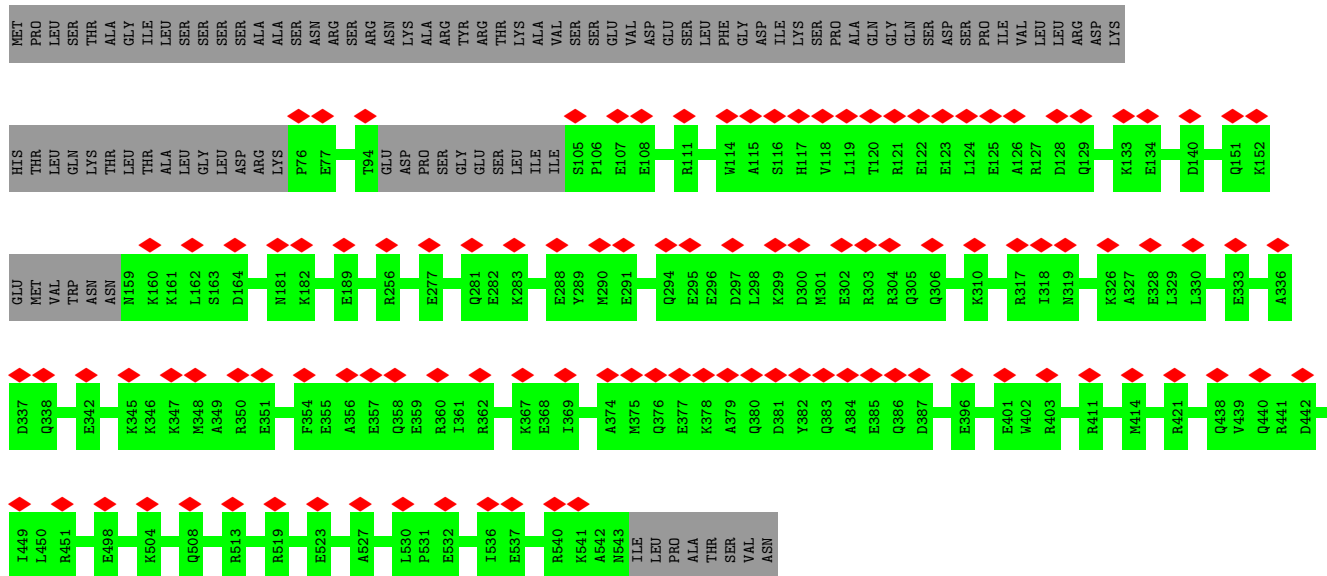 MET PRO LEU SER THR ALA GLY ILE LEU SER SER SER SER ALA ALA SER ASN ARG SER ARG ASN LYS ALA ARG TYR ARG THR LYS ALA VAL SER SER GLU VAL ASP GLU SER LEU PHE GLY ASP ILE LYS SER PRO ALA GLN GLY GLN SER ASP SER PRO ILE VAL LEU LEU ARG ASP LYS
HIS THR LEU GLN LYS THR LEU THR ALA LEU GLY LEU ASP ARG LYS P76 E77 T94 GLU ASP PRO SER GLY GLU SER LEU ILE ILE S105 P106 E107 E108 R111 W114 A115 S116 H117 V118 L119 T120 R121 E122 E123 L124 E125 A126 R127 D128 Q129 K133 E134 D140 Q151 K152
GLU MET VAL TRP ASN ASN N159 K160 K161 L162 S163 D164 N181 K182 E189 R256 E277 Q281 E282 K283 E288 Y289 M290 E291 Q294 E295 E296 D297 L298 K299 D300 M301 E302 R303 R304 Q305 Q306 K310 R317 I318 N319 K326 A327 E328 L329 L330 E333 A336
D337 Q338 E342 K345 K346 K347 M348 A349 R350 E351 F354 E355 A356 E357 Q358 E359 R360 I361 R362 K367 E368 I369 A374 M375 Q376 E377 K378 A379 Q380 D381 Y382 Q383 A384 E385 Q386 D387 E396 E401 W402 R403 R411 M414 R421 Q438 V439 Q440 R441 D442
I449 L450 R451 E498 K504 Q508 R513 R519 E523 A527 L530 P531 E532 I536 E537 R540 K541 A542 N543 ILE LEU PRO ALA THR SER VAL ASN